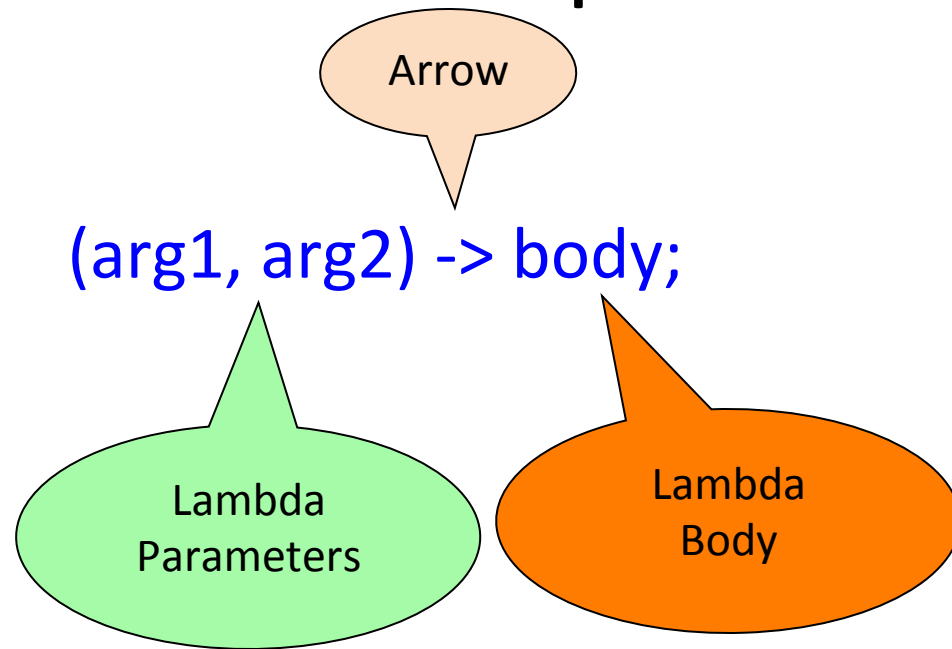 Arrow
(arg1, arg2) -> body;
Lambda
Parameters
Lambda
Body